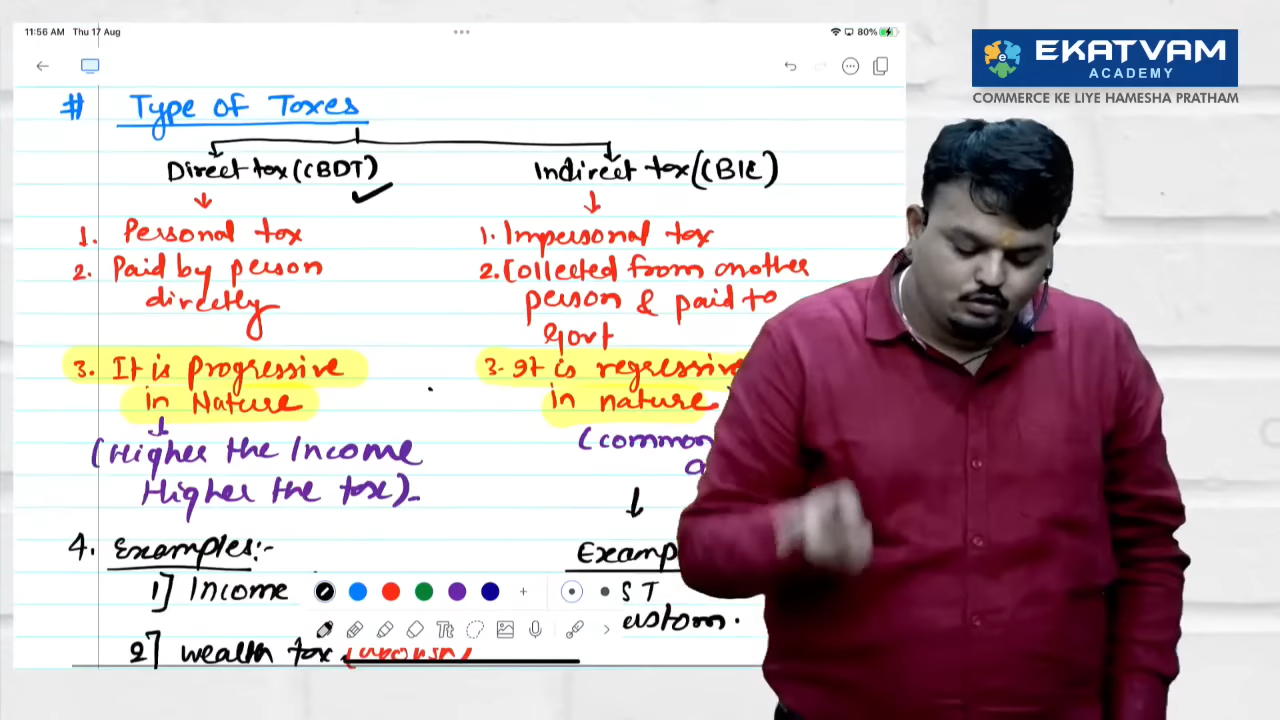 11:56 AM Thu 17 Aug
80%
EKATVAM
ACADEMY
COMMERCE KE LIYE HAMESHA PRATHAM
# Type of Taxes
Direct tax (CBDT)
1. Personal tax
2. Paid by person
directly
3. It is progressive
in Nature
(Higher the Income
Higher the tax).
4. Examples:-
1] Income
2] Wealth tax
Indirect tax (CBIC)
1. Impersonal tax
2. Collected from another
person & paid to
Govt
3. It is regressive
in nature
(common
Examp
ST
custom.